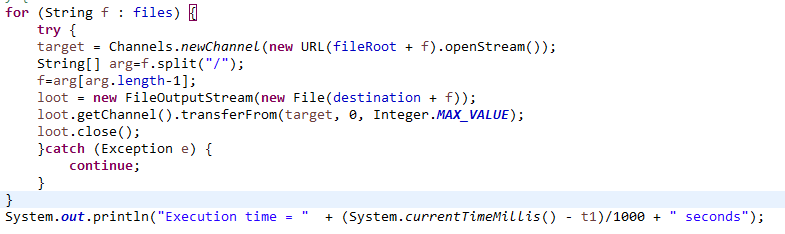 for (String f : files) {
try {
target = Channels.newChannel(new URL(fileRoot + f).openStream());
String[] arg=f.split("/");
f=arg[arg.length-1];
loot = new FileOutputStream(new File(destination + f));
loot.getChannel().transferFrom(target, 0, Integer.MAX_VALUE);
loot.close();
}catch (Exception e) {
continue;
}
}
System.out.println("Execution time = "  + (System.currentTimeMillis() - t1)/1000 + " seconds");